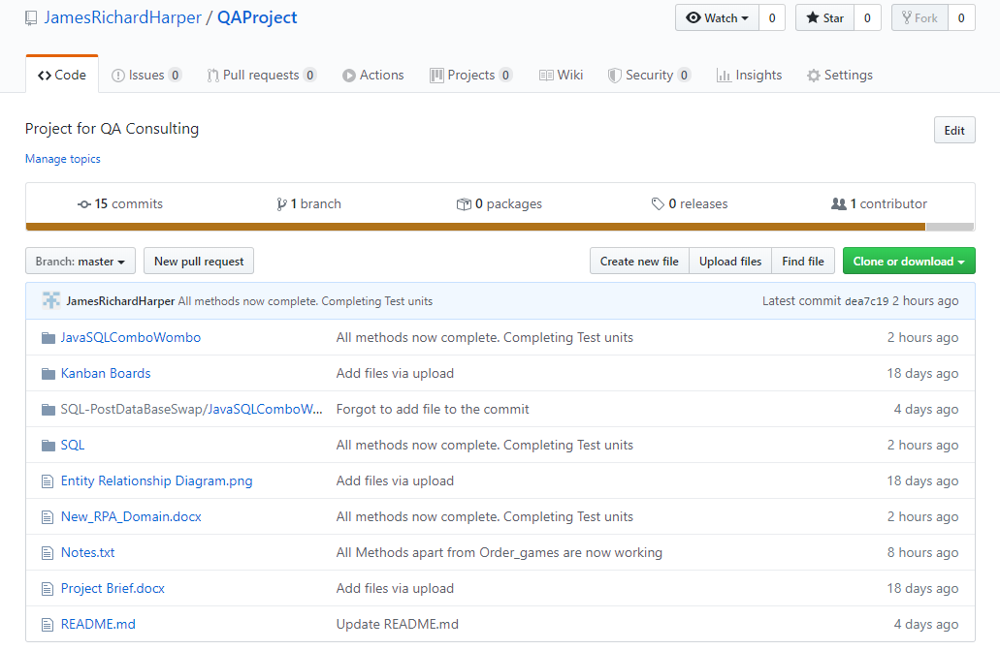 JamesRichardHarper / QAProject
Watch 0 Star 0 Fork 0
Code Issues 0 Pull requests 0 Actions Projects 0 Wiki Security 0 Insights Settings
Project for QA Consulting Edit
Manage topics
15 commits 1 branch 0 packages 0 releases 1 contributor
Branch: master New pull request Create new file Upload files Find file Clone or download
JamesRichardHarper All methods now complete. Completing Test units Latest commit dea7c19 2 hours ago
JavaSQLComboWombo All methods now complete. Completing Test units 2 hours ago
Kanban Boards Add files via upload 18 days ago
SQL-PostDataBaseSwap/JavaSQLComboW... Forgot to add file to the commit 4 days ago
SQL All methods now complete. Completing Test units 2 hours ago
Entity Relationship Diagram.png Add files via upload 18 days ago
New_RPA_Domain.docx All methods now complete. Completing Test units 2 hours ago
Notes.txt All Methods apart from Order_games are now working 8 hours ago
Project Brief.docx Add files via upload 18 days ago
README.md Update README.md 4 days ago